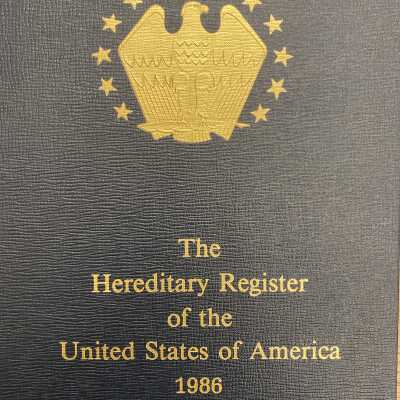 The
Hereditary Register
of the
United States of America
1986